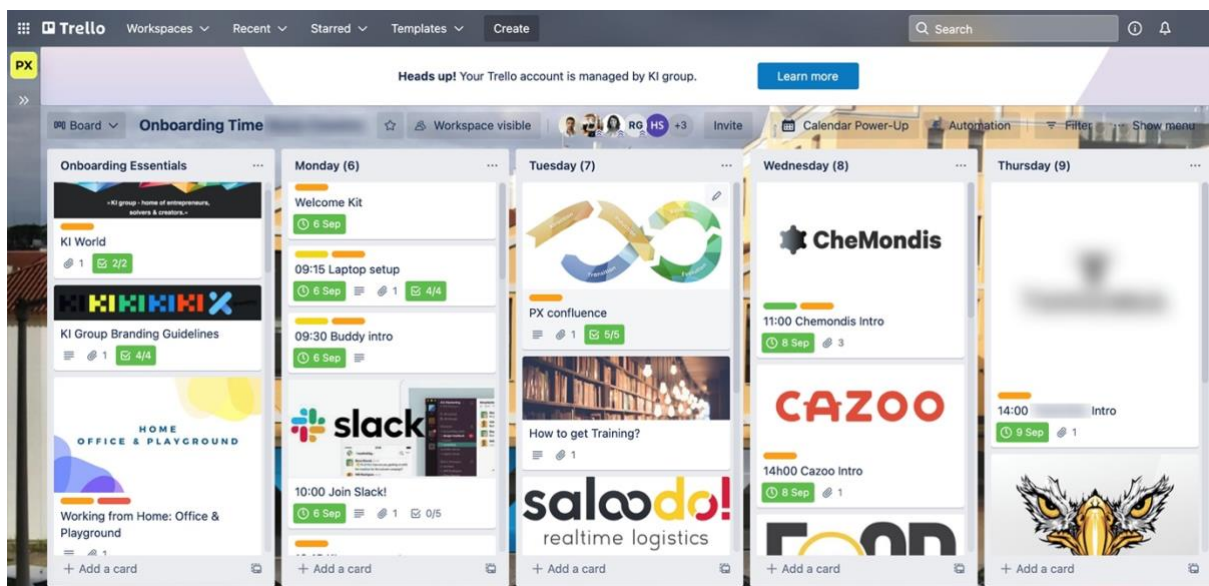 Trello Workspaces Recent Starred Templates Create Search
PX
Heads up! Your Trello account is managed by KI group. Learn more
Board Onboarding Time Workspace visible RG HS +3 Invite Calendar Power-Up Automation Filter Show menu
Onboarding Essentials
«KI group - home of entrepreneurs,
solvers & creators.»
KI World
1 2/2
KIKIKIKIX
KI Group Branding Guidelines
1 4/4
HOME
OFFICE & PLAYGROUND
Working from Home: Office &
Playground
1
+ Add a card
Monday (6)
Welcome Kit
6 Sep
09:15 Laptop setup
6 Sep 1 4/4
09:30 Buddy intro
6 Sep
slack
10:00 Join Slack!
6 Sep 1 0/5
+ Add a card
Tuesday (7)
Transition
PX confluence
1 5/5
How to get Training?
1
saloodo!
realtime logistics
+ Add a card
Wednesday (8)
CheMondis
11:00 Chemondis Intro
8 Sep 3
CAZOO
14h00 Cazoo Intro
8 Sep 1
+ Add a card
Thursday (9)
14:00 Intro
9 Sep 1
+ Add a card